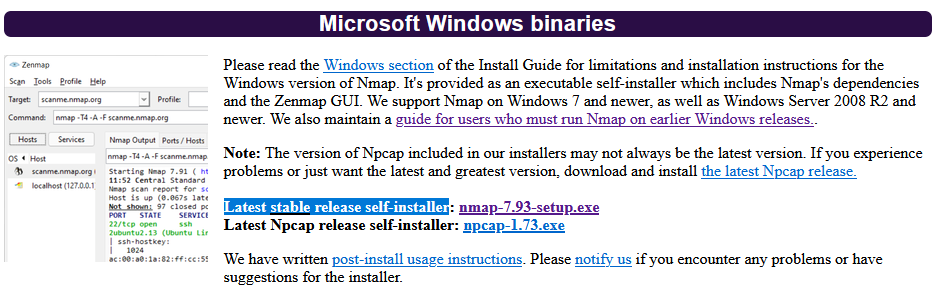 Microsoft Windows binaries
Zenmap
Scan Tools Profile Help
Target: scanme.nmap.org Profile:
Command: nmap -T4 -A -F scanme.nmap.org
Hosts Services Nmap Output Ports / Hosts
OS Host nmap -T4 -A -F scanme.nmap.
scanme.nmap.org
localhost (127.0.0.1
Starting Nmap 7.91 ( ht
11:52 Central Standard
Nmap scan report for sc
Host is up (0.067s late
Not shown: 97 closed po
PORT STATE SERVICE
22/tcp open ssh
2ubuntu2.13 (Ubuntu Lin
| ssh-hostkey:
| 1024
ac:00:a0:1a:82:ff:cc:55
Please read the Windows section of the Install Guide for limitations and installation instructions for the
Windows version of Nmap. It's provided as an executable self-installer which includes Nmap's dependencies
and the Zenmap GUI. We support Nmap on Windows 7 and newer, as well as Windows Server 2008 R2 and
newer. We also maintain a guide for users who must run Nmap on earlier Windows releases..
Note: The version of Npcap included in our installers may not always be the latest version. If you experience
problems or just want the latest and greatest version, download and install the latest Npcap release.
Latest stable release self-installer: nmap-7.93-setup.exe
Latest Npcap release self-installer: npcap-1.73.exe
We have written post-install usage instructions. Please notify us if you encounter any problems or have
suggestions for the installer.